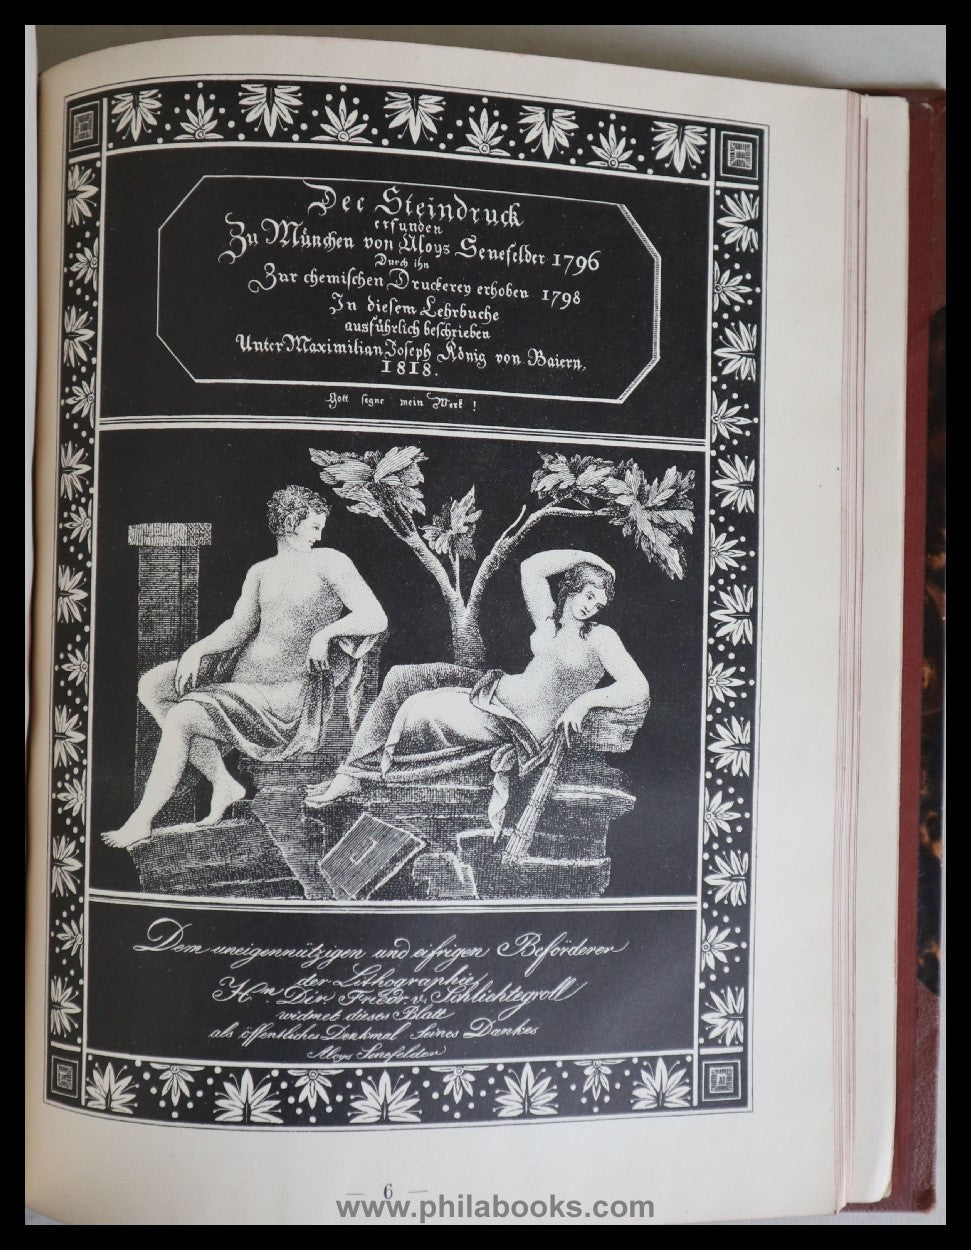 Der Steindruck
erfunden
Zu München von Aloys Senefelder 1796
Durch ihn
Zur chemischen Druckerey erhoben 1798
In diesem Lehrbuche
ausführlich beschrieben
Unter Maximilian Joseph König von Baiern,
1818.
Gott segne mein Werk !
Dem uneigennützigen und eifrigen Beförderer
der Lithographie,
Hrn Dir. Friedr. v. Schlichtegroll
widmet dieses Blatt
als öffentliches Denkmal seines Dankes
Aloys Senefelder
— 6 —
www.philabooks.com